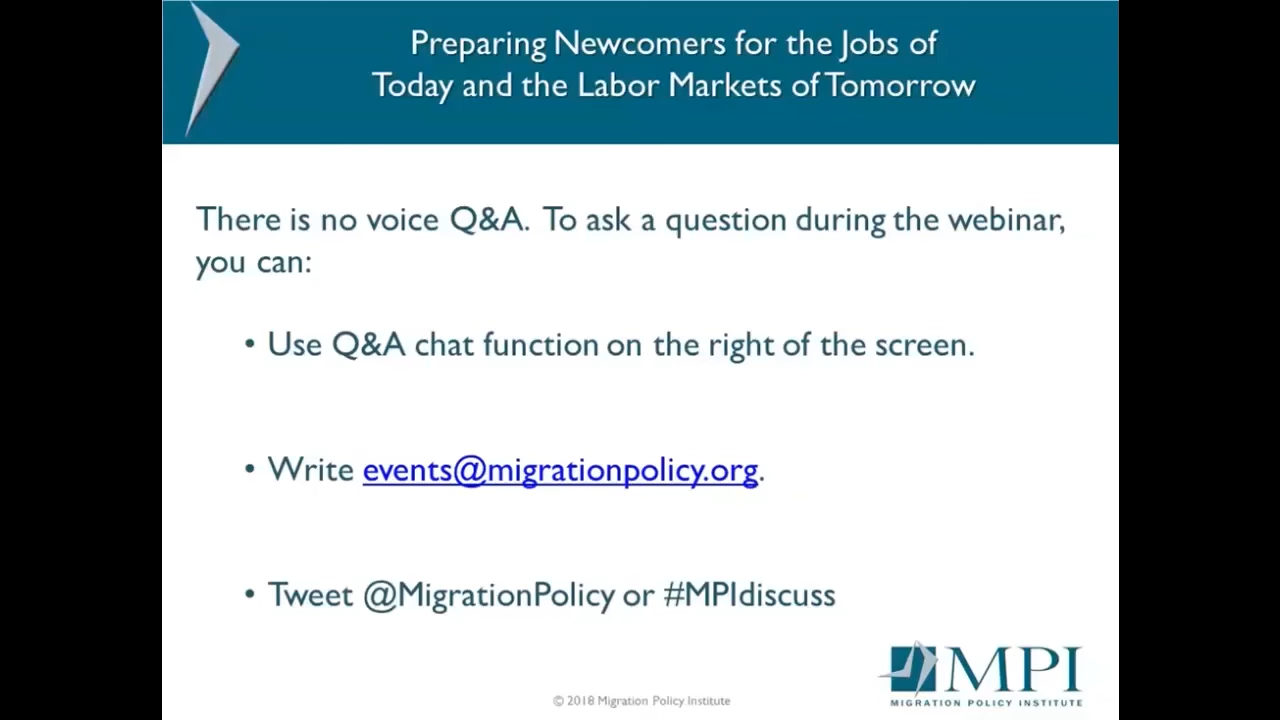 Preparing Newcomers for the Jobs of
Today and the Labor Markets of Tomorrow
There is no voice Q&A. To ask a question during the webinar,
you can:
• Use Q&A chat function on the right of the screen.
• Write events@migrationpolicy.org.
• Tweet @MigrationPolicy or #MPIdiscuss
MPI
MIGRATION POLICY INSTITUTE
© 2018 Migration Policy Institute